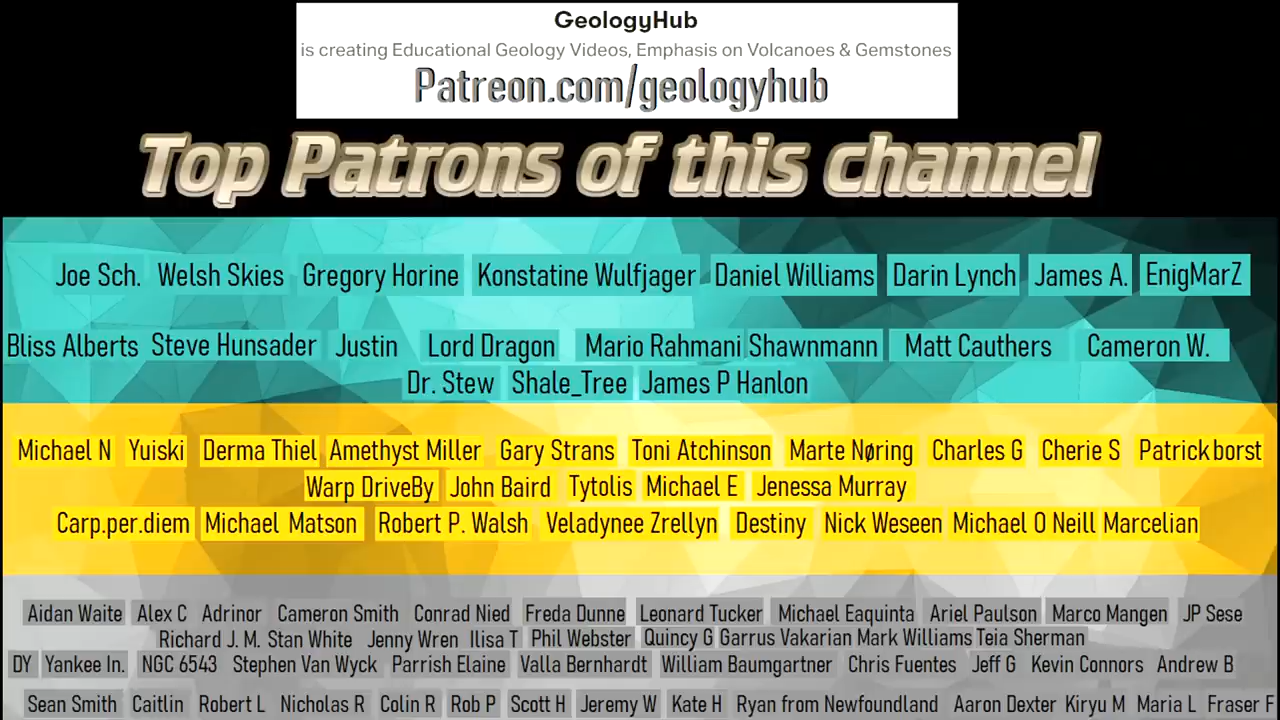 GeologyHub
is creating Educational Geology Videos, Emphasis on Volcanoes & Gemstones
Patreon.com/geologyhub
Top Patrons of this channel
Joe Sch. Welsh Skies Gregory Horine Konstatine Wulfjager Daniel Williams Darin Lynch James A. EnigMarZ
Bliss Alberts Steve Hunsader Justin Lord Dragon Mario Rahmani Shawnmann Matt Cauthers Cameron W.
Dr. Stew Shale_Tree James P Hanlon
Michael N Yuiski Derma Thiel Amethyst Miller Gary Strans Toni Atchinson Marte Nøring Charles G Cherie S Patrick borst
Warp DriveBy John Baird Tytolis Michael E Jenessa Murray
Carp.per.diem Michael Matson Robert P. Walsh Veladynee Zrellyn Destiny Nick Weseen Michael O Neill Marcelian
Aidan Waite Alex C Adrinor Cameron Smith Conrad Nied Freda Dunne Leonard Tucker Michael Eaquinta Ariel Paulson Marco Mangen JP Sese
Richard J. M. Stan White Jenny Wren Ilisa T Phil Webster Quincy G Garrus Vakarian Mark Williams Teia Sherman
DY Yankee In. NGC 6543 Stephen Van Wyck Parrish Elaine Valla Bernhardt William Baumgartner Chris Fuentes Jeff G Kevin Connors Andrew B
Sean Smith Caitlin Robert L Nicholas R Colin R Rob P Scott H Jeremy W Kate H Ryan from Newfoundland Aaron Dexter Kiryu M Maria L Fraser F